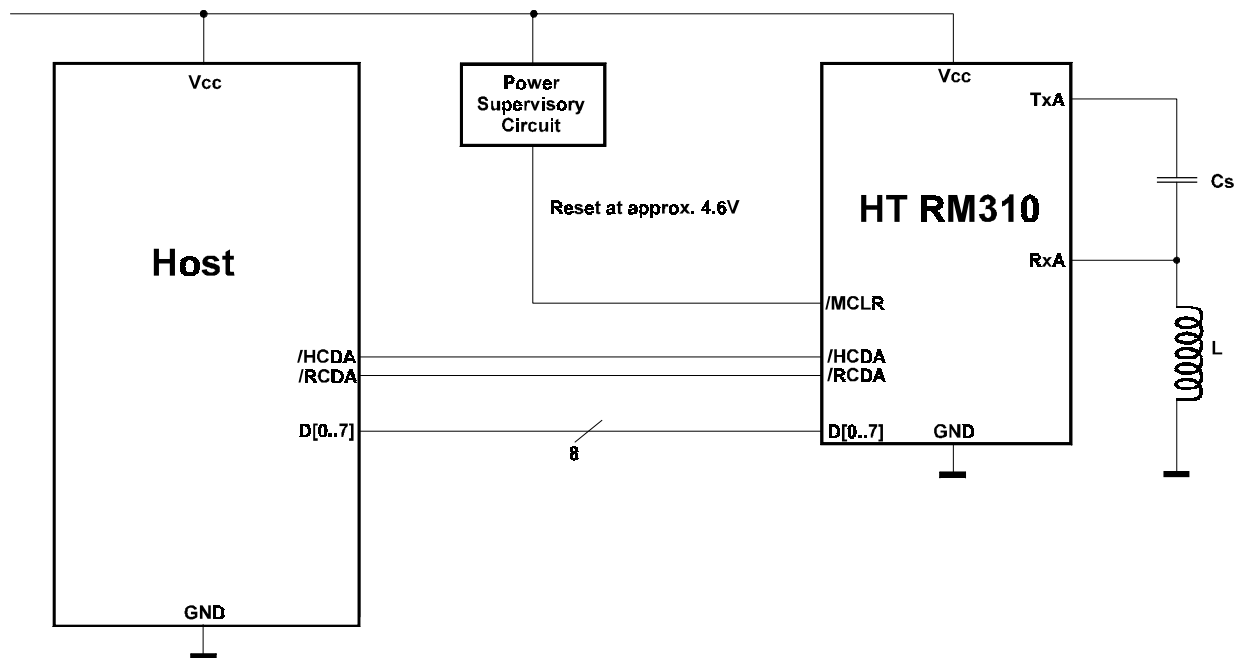 Vcc
Power
Supervisory
Circuit
Vcc
TxA
Cs
Reset at approx. 4.6V
HT RM310
Host
RxA
/MCLR
/HCDA
/HCDA
L
/RCDA
/RCDA
D[0..7]
D[0..7]
GND
8
GND